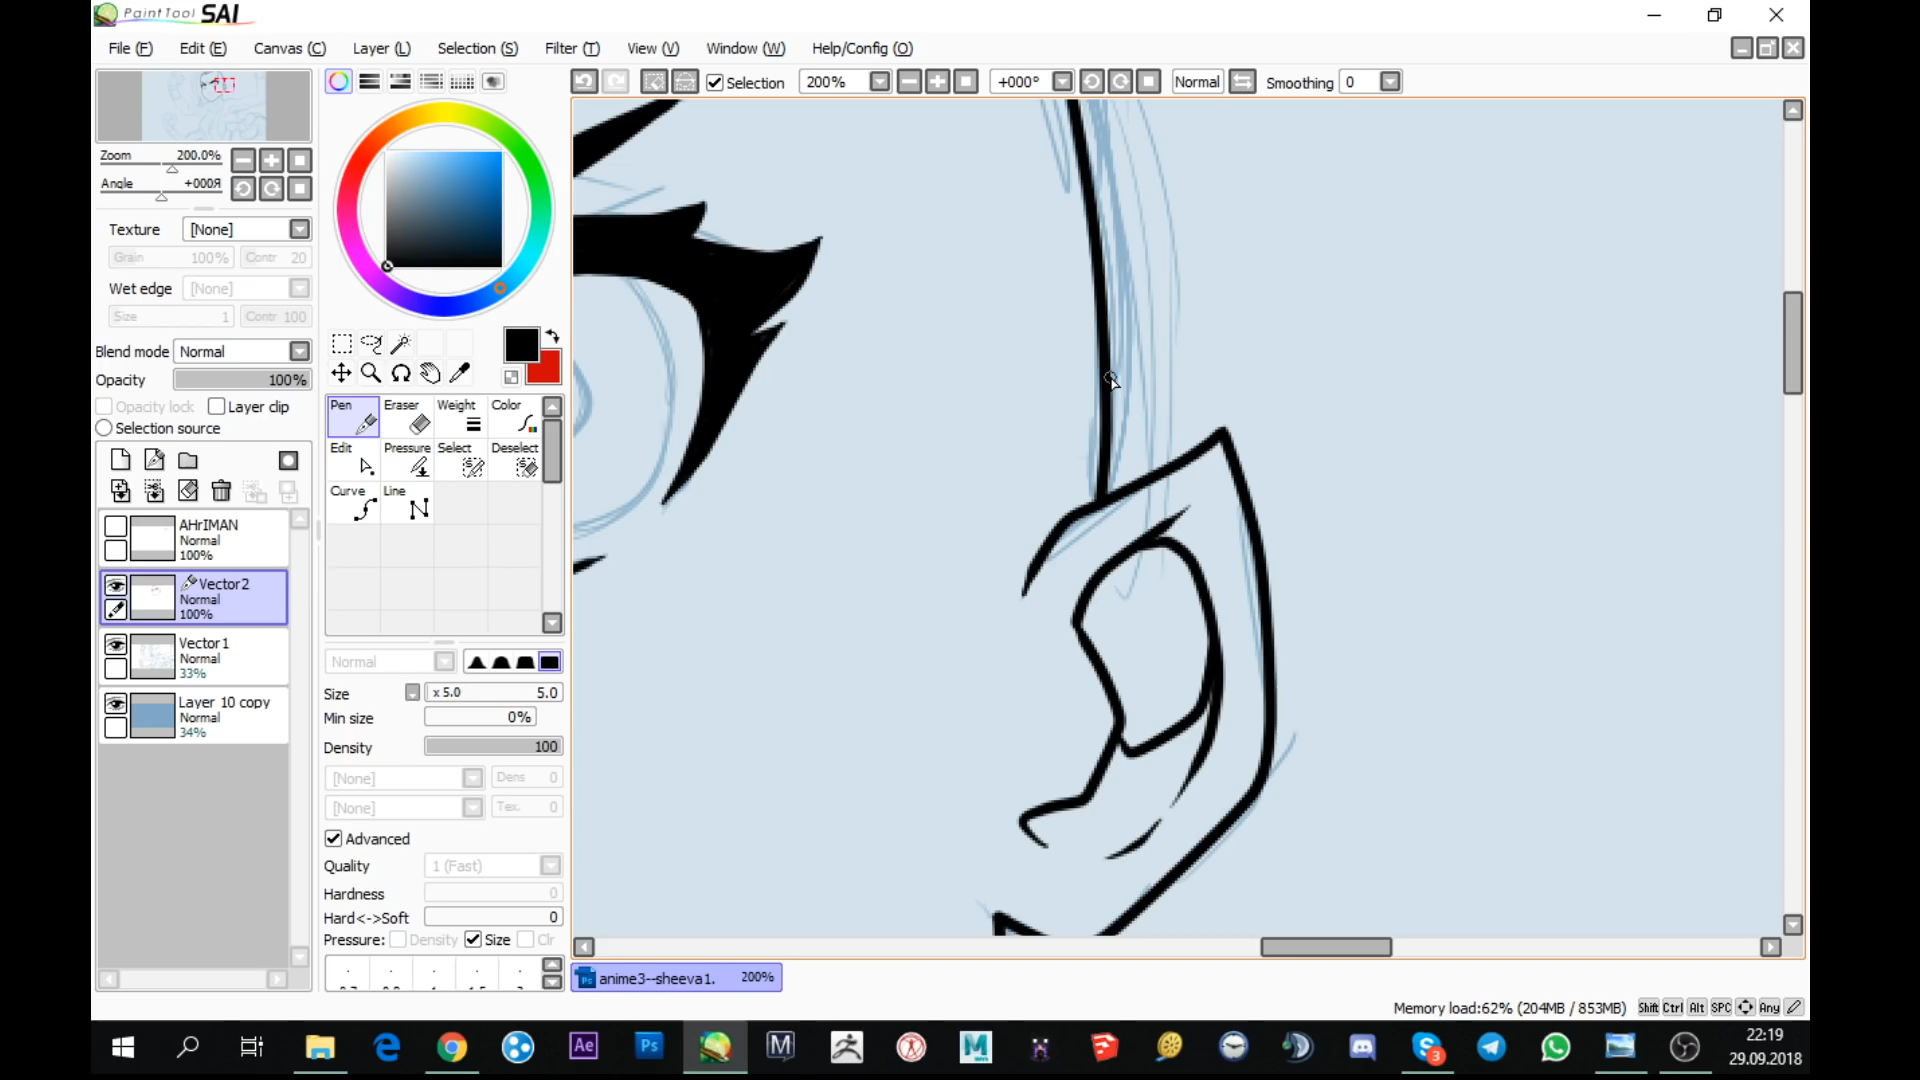 PaintTool SAI
File (F) Edit (E) Canvas (C) Layer (L) Selection (S) Filter (T) View (V) Window (W) Help/Config (O)
Selection 200% +000° Normal Smoothing 0
Zoom 200.0%
Angle +000Я
Texture [None]
Grain 100% Contr 20
Wet edge [None]
Size 1 Contr 100
Blend mode Normal
Opacity 100%
Opacity lock Layer clip
Selection source
AHrIMAN
Normal
100%
Vector2
Normal
100%
Vector1
Normal
33%
Layer 10 copy
Normal
34%
Pen Eraser Weight Color
Edit Pressure Select Deselect
Curve Line
Normal
Size x 5.0 5.0
Min size 0%
Density 100
[None] Dens 0
[None] Tex. 0
Advanced
Quality 1 (Fast)
Hardness 0
Hard<->Soft 0
Pressure: Density Size Clr
anime3--sheeva1. 200%
Memory load:62% (204MB / 853MB) Shift Ctrl Alt SPC Any
Ae Ps M M S 3
22:19
29.09.2018